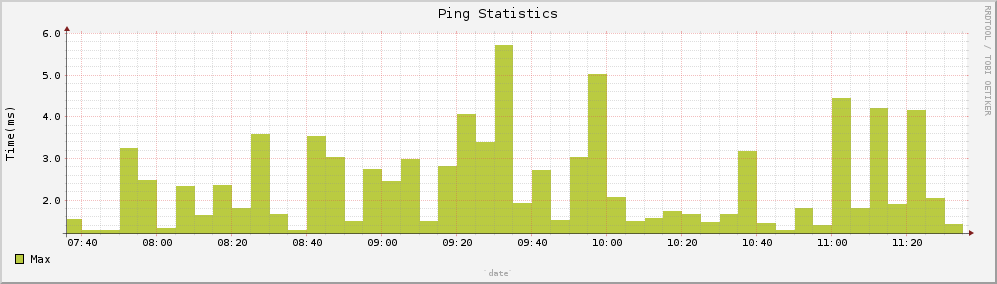 Ping Statistics
RRDTOOL / TOBI OETIKER
Time(ms)
6.0
5.0
4.0
3.0
2.0
07:40 08:00 08:20 08:40 09:00 09:20 09:40 10:00 10:20 10:40 11:00 11:20
Max
`date`